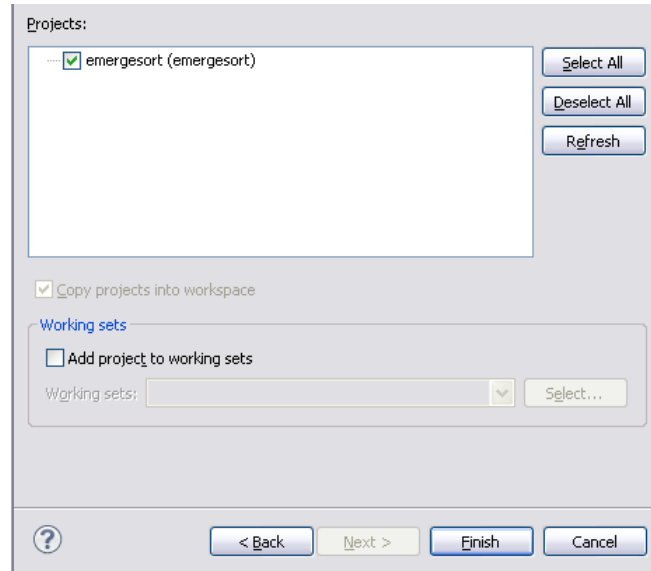 Projects:
emergesort (emergesort)
Select All
Deselect All
Refresh
Copy projects into workspace
Working sets
Add project to working sets
Working sets:
Select...
?
< Back
Next >
Finish
Cancel